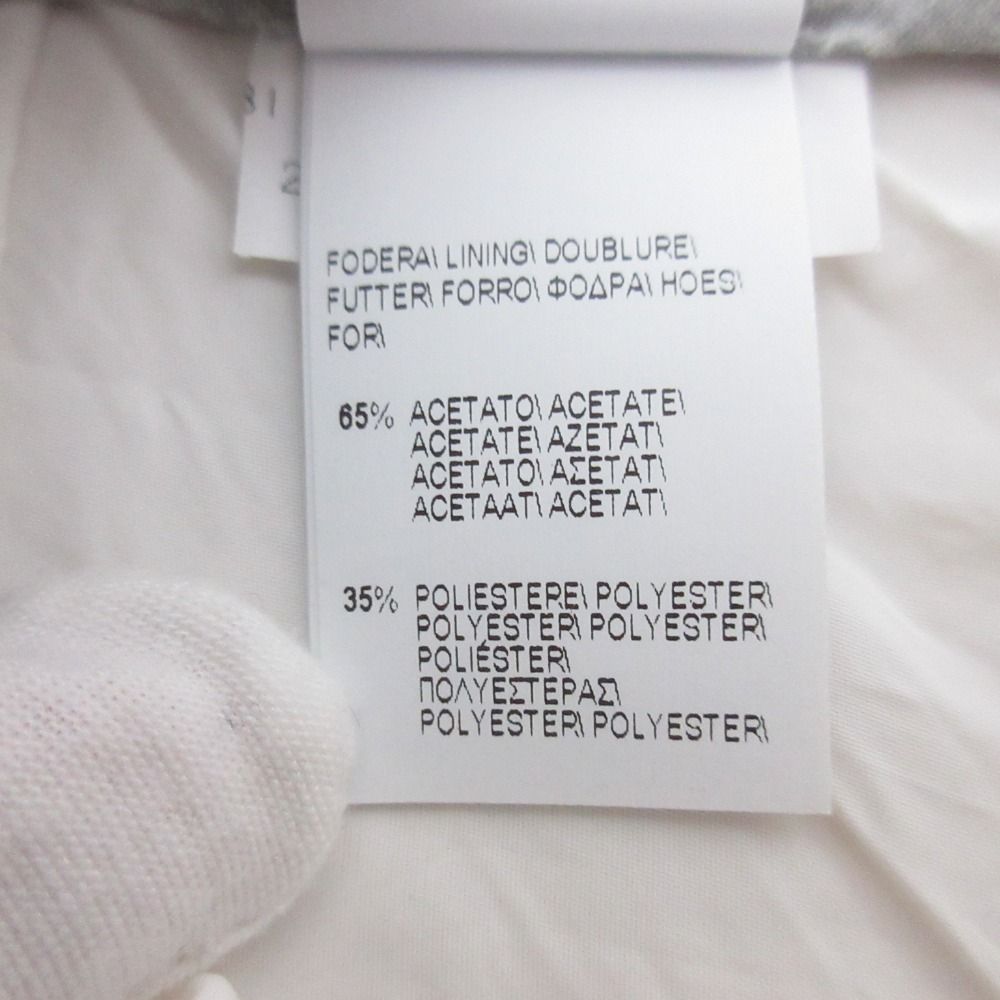 FODERA\ LINING\ DOUBLURE\
FUTTER\ FORRO\ ΦΟΔΡΑ\ HOES\
FOR\
65% ACETATO\ ACETATE\
ACETATE\ AZETAT\
ACETATO\ ΑΣΕΤΑΤ\
ACETAAT\ ACETAT\
35% POLIESTERE\ POLYESTER\
POLYESTER\ POLYESTER\
POLIÉSTER\
ΠΟΛΥΕΣΤΕΡΑΣ\
POLYESTER\ POLYESTER\